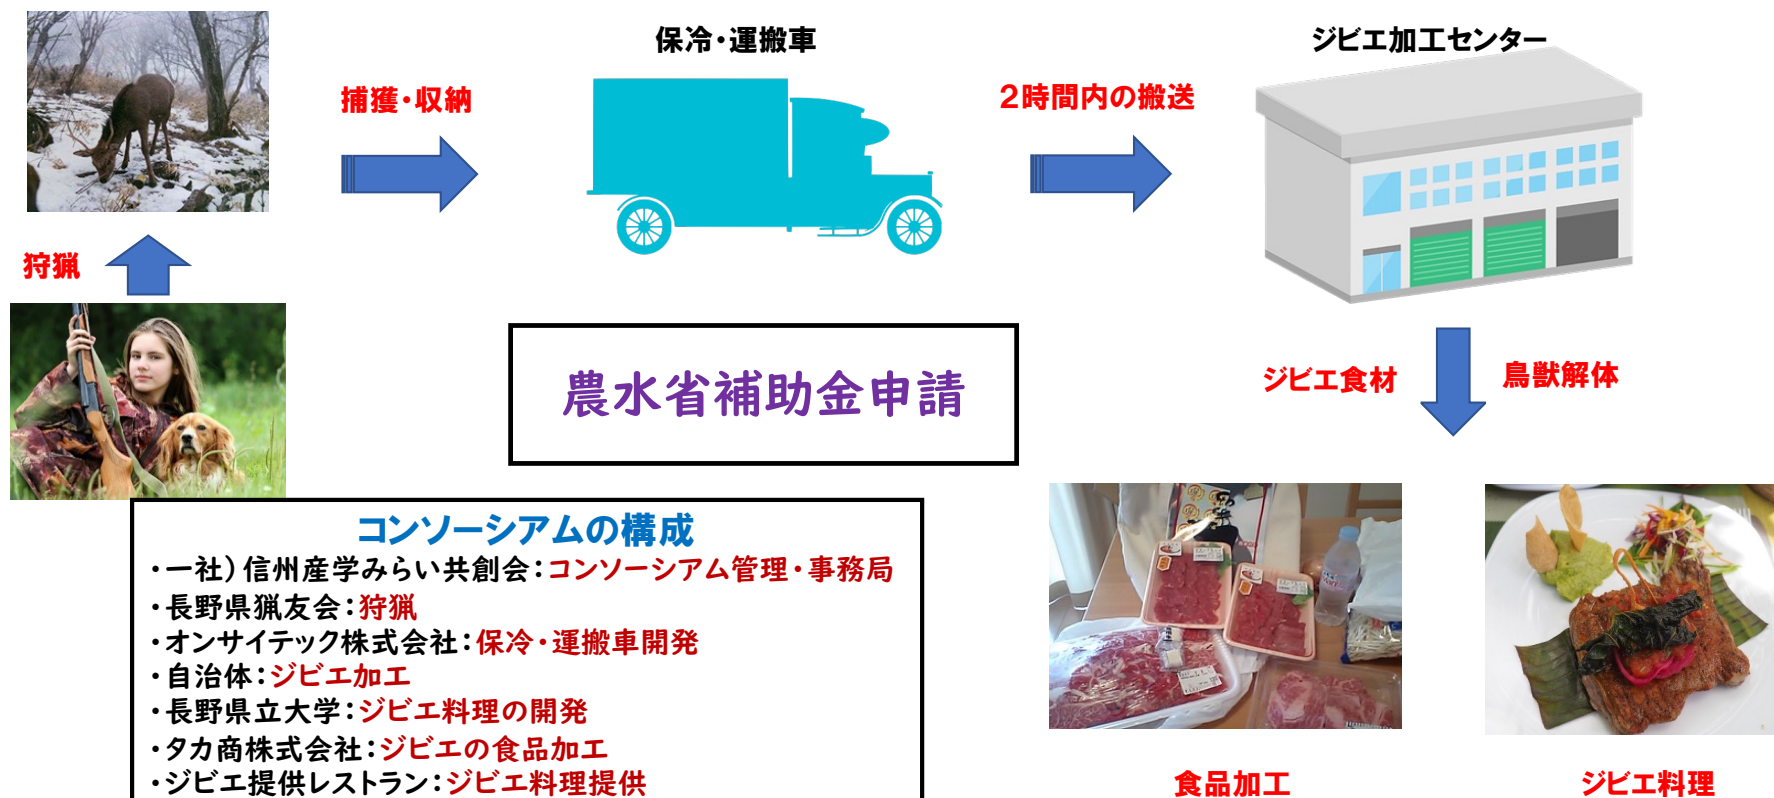 保冷・運搬車
ジビエ加工センター
捕獲・収納
2時間内の搬送
狩猟
農水省補助金申請
ジビエ食材
鳥獣解体
コンソーシアムの構成
・一社)信州産学みらい共創会:コンソーシアム管理・事務局
・長野県猟友会:狩猟
・オンサイテック株式会社:保冷・運搬車開発
・自治体:ジビエ加工
・長野県立大学:ジビエ料理の開発
・タカ商株式会社:ジビエの食品加工
・ジビエ提供レストラン:ジビエ料理提供
食品加工
ジビエ料理